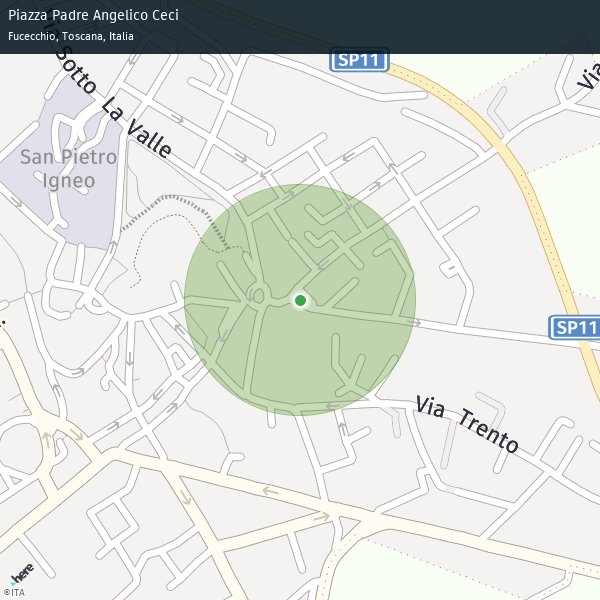 Piazza Padre Angelico Ceci
Fucecchio, Toscana, Italia
SP11
Via
Sotto La Valle
San Pietro
Igneo
SP11
Via Trento
here
©ITA